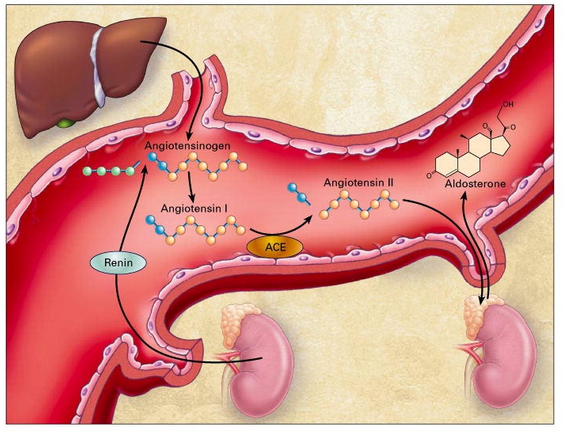 Angiotensinogen
Angiotensin I
Angiotensin II
ACE
Renin
OH
O
O
O
Aldosterone